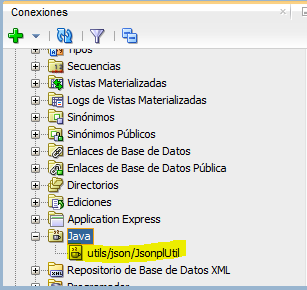 Conexiones
Tipos
Secuencias
Vistas Materializadas
Logs de Vistas Materializadas
Sinónimos
Sinónimos Públicos
Enlaces de Base de Datos
Enlaces de Base de Datos Pública
Directorios
Ediciones
Application Express
Java
utils/json/JsonplUtil
Repositorio de Base de Datos XML
Programador